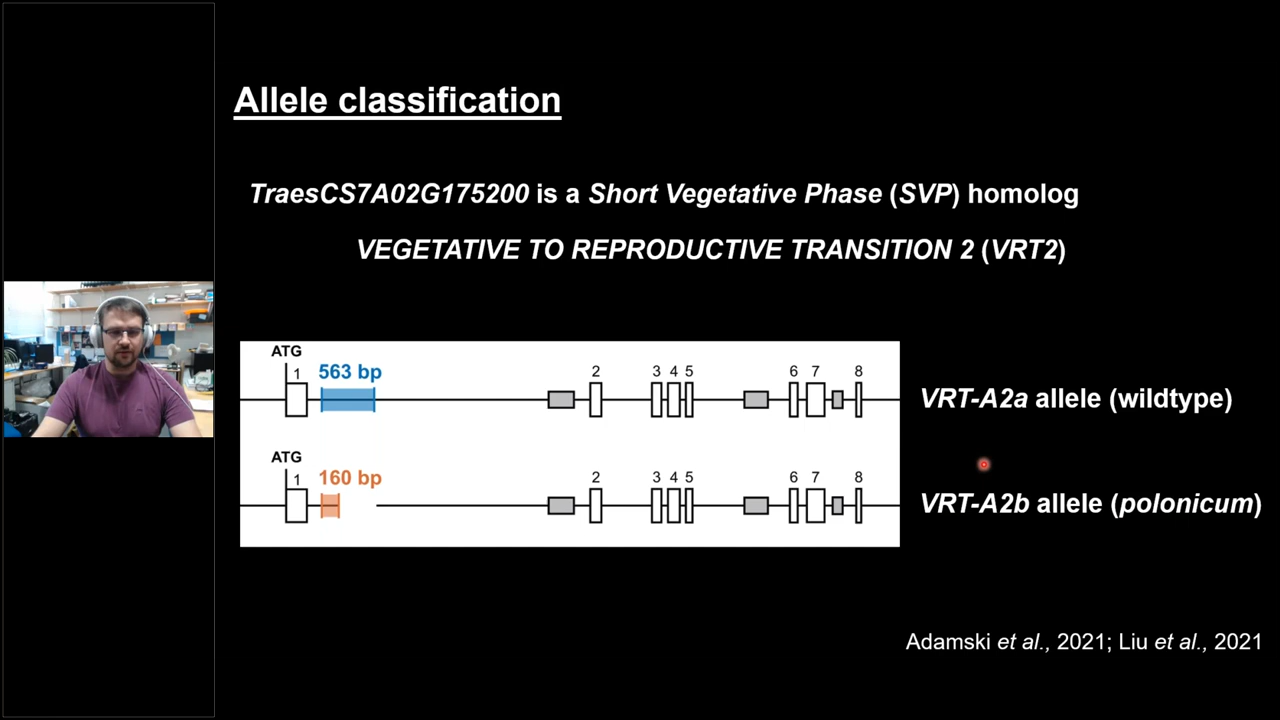 Allele classification
TraesCS7A02G175200 is a Short Vegetative Phase (SVP) homolog
VEGETATIVE TO REPRODUCTIVE TRANSITION 2 (VRT2)
ATG
1 563 bp 2 3 4 5 6 7 8
VRT-A2a allele (wildtype)
ATG
1 160 bp 2 3 4 5 6 7 8
VRT-A2b allele (polonicum)
Adamski et al., 2021; Liu et al., 2021